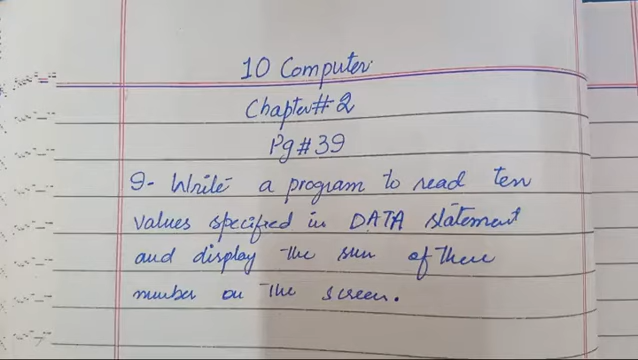 10 Computer
Chapter#2
Pg#39
9- Write a program to read ten
values specified in DATA statement
and display the sum of these
number on the screen.